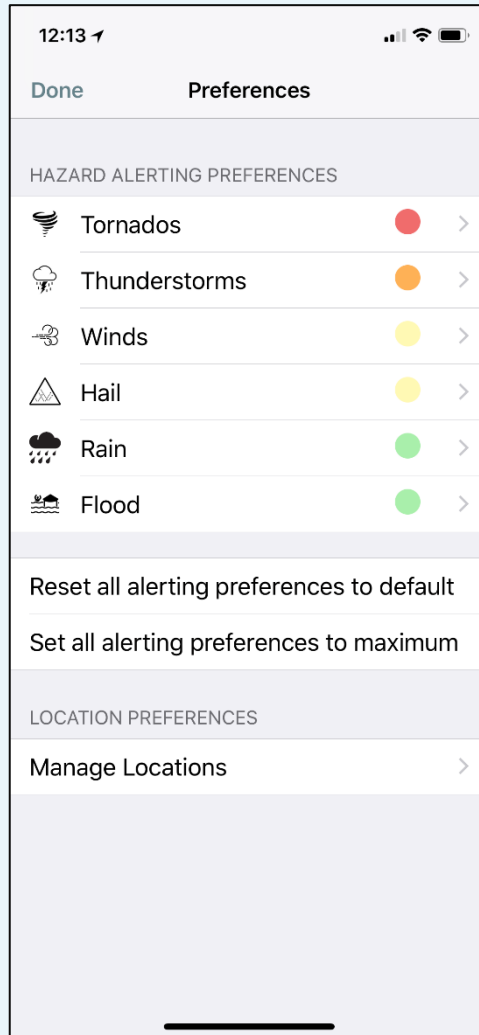 12:13
Done Preferences
HAZARD ALERTING PREFERENCES
Tornados
Thunderstorms
Winds
Hail
Rain
Flood
Reset all alerting preferences to default
Set all alerting preferences to maximum
LOCATION PREFERENCES
Manage Locations